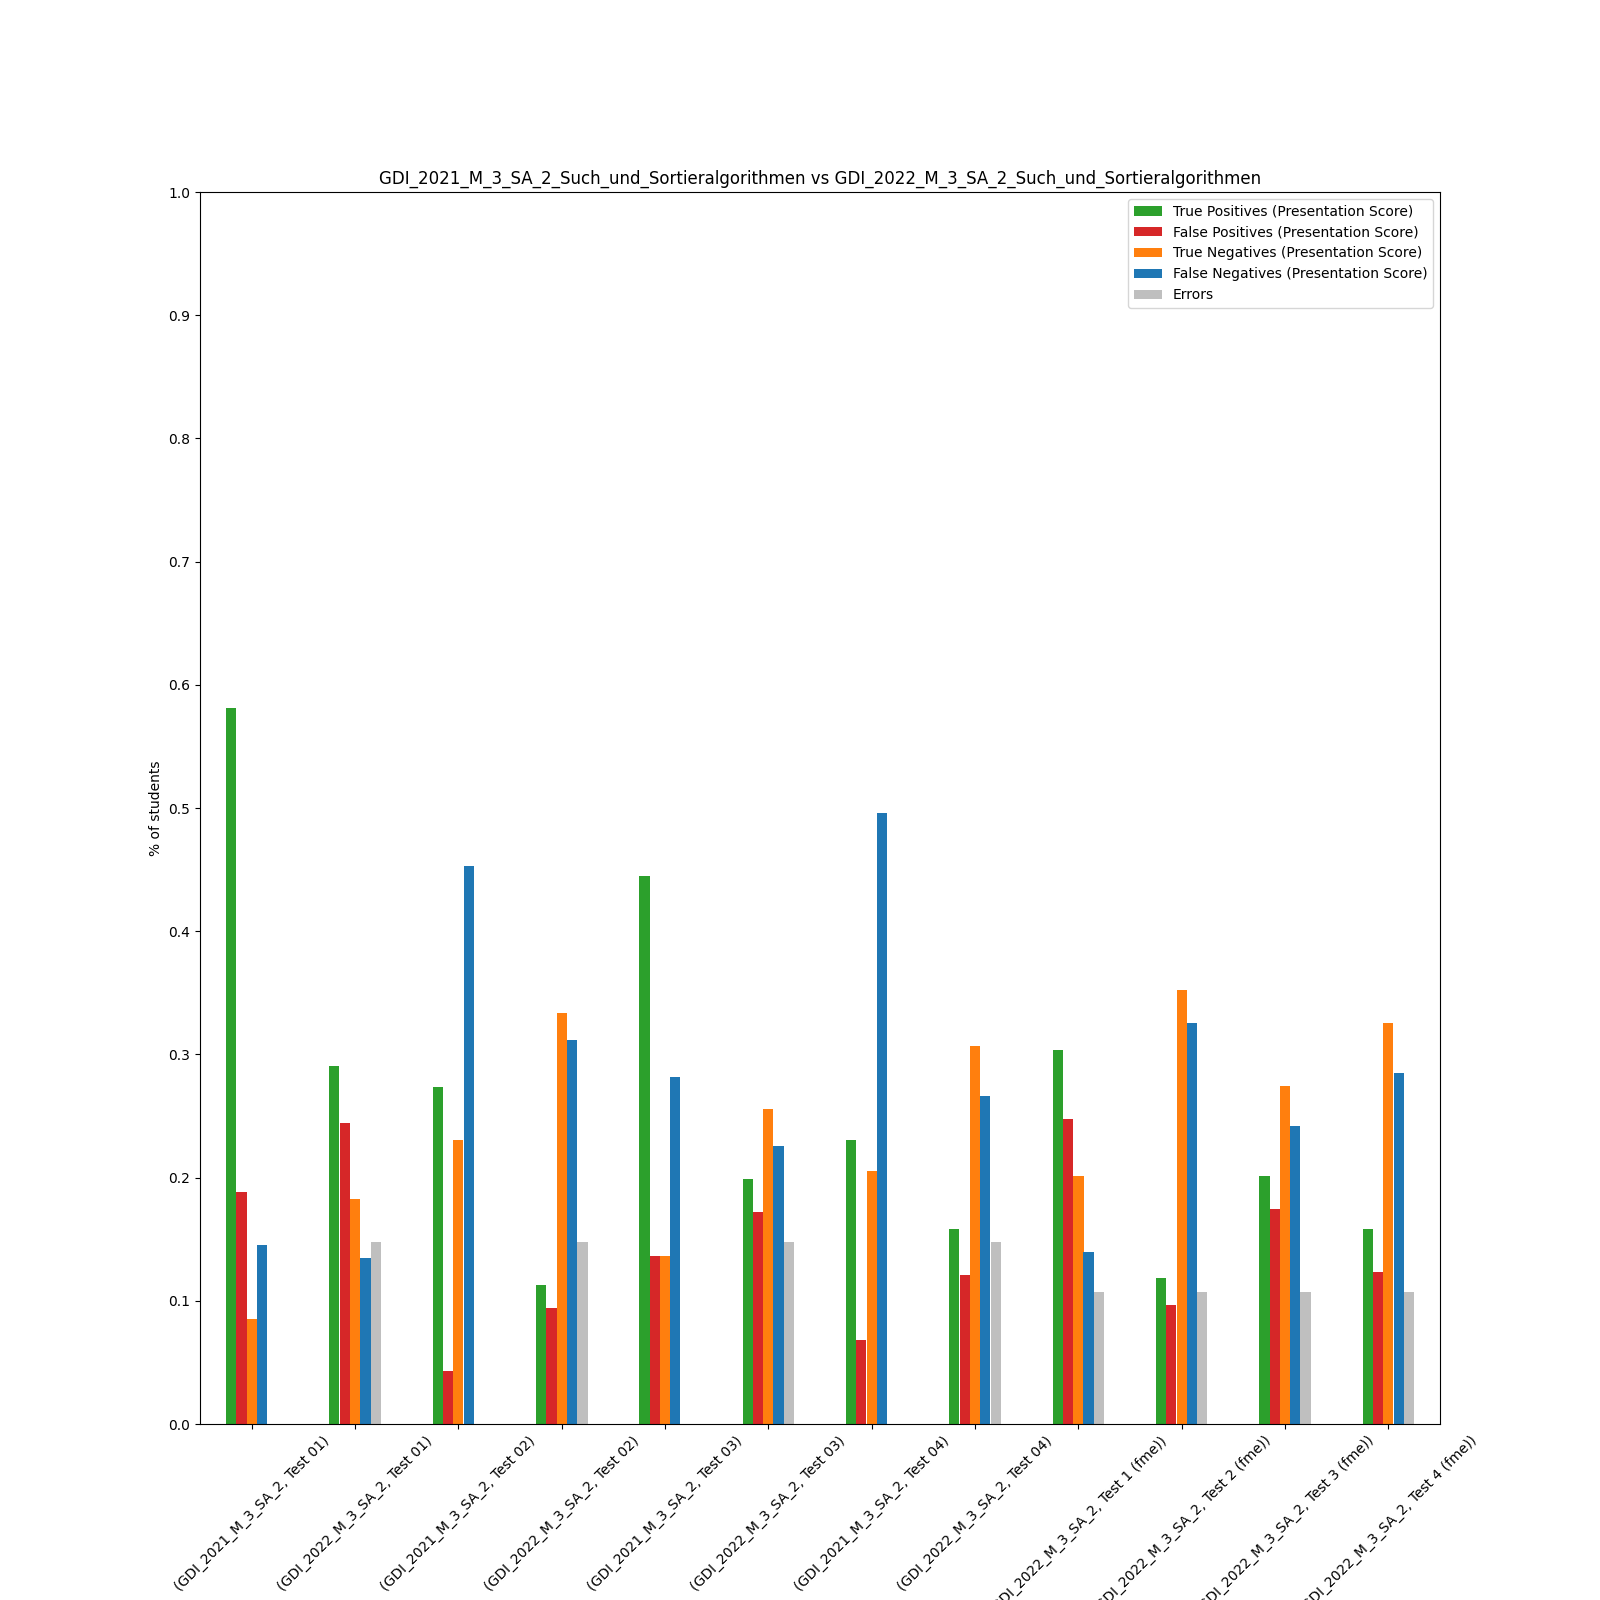 GDI_2021_M_3_SA_2_Such_und_Sortieralgorithmen vs GDI_2022_M_3_SA_2_Such_und_Sortieralgorithmen
True Positives (Presentation Score)
False Positives (Presentation Score)
True Negatives (Presentation Score)
False Negatives (Presentation Score)
Errors
% of students
1.0
0.9
0.8
0.7
0.6
0.5
0.4
0.3
0.2
0.1
0.0
(GDI_2021_M_3_SA_2, Test 01)
(GDI_2022_M_3_SA_2, Test 01)
(GDI_2021_M_3_SA_2, Test 02)
(GDI_2022_M_3_SA_2, Test 02)
(GDI_2021_M_3_SA_2, Test 03)
(GDI_2022_M_3_SA_2, Test 03)
(GDI_2021_M_3_SA_2, Test 04)
(GDI_2022_M_3_SA_2, Test 04)
GDI_2022_M_3_SA_2, Test 1 (fme))
GDI_2022_M_3_SA_2, Test 2 (fme))
GDI_2022_M_3_SA_2, Test 3 (fme))
GDI_2022_M_3_SA_2, Test 4 (fme))